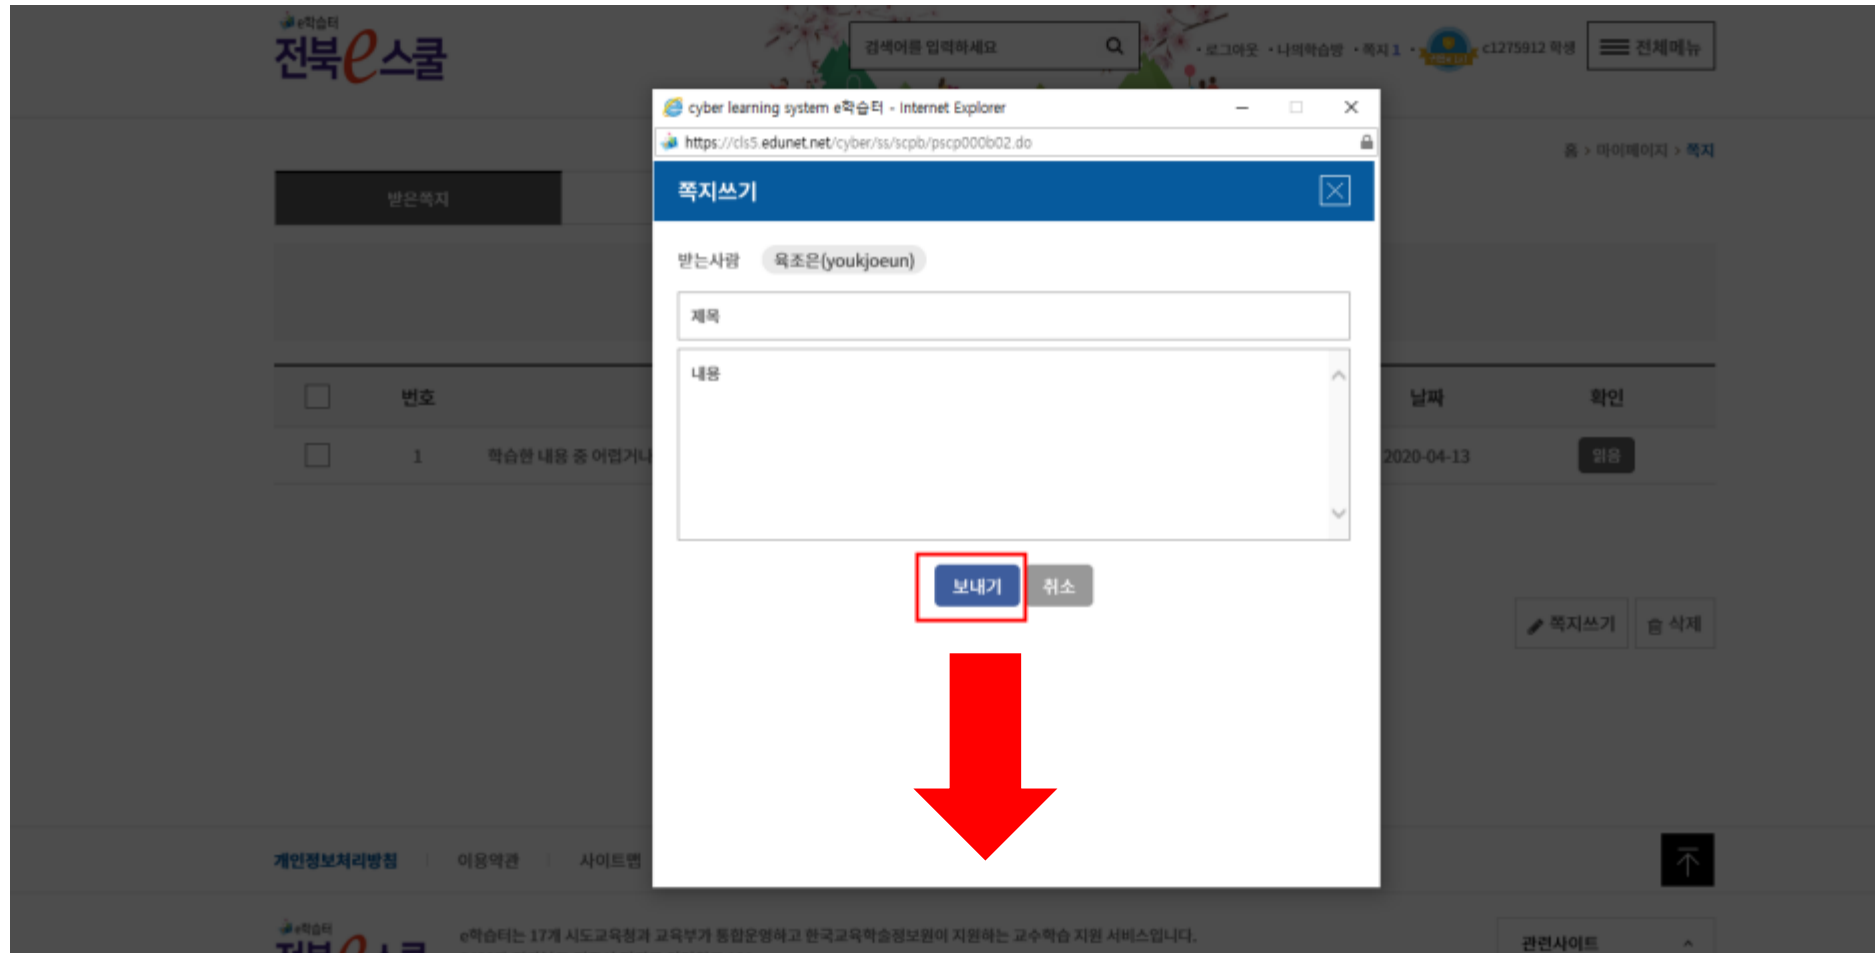 e학습터
전북e스쿨
검색어를 입력하세요
· 로그아웃 · 나의학습방 · 쪽지 1 · c1275912 학생
전체메뉴
cyber learning system e학습터 - Internet Explorer
https://cls5.edunet.net/cyber/ss/scpb/pscp000b02.do
홈 > 마이페이지 > 쪽지
받은쪽지
쪽지쓰기
받는사람 육조은(youkjoeun)
제목
내용
번호 날짜 확인
1 학습한 내용 중 어렵거나 2020-04-13 읽음
보내기 취소
쪽지쓰기 삭제
개인정보처리방침 이용약관 사이트맵
e학습터
e학습터는 17개 시도교육청과 교육부가 통합운영하고 한국교육학술정보원이 지원하는 교수학습 지원 서비스입니다.
관련사이트